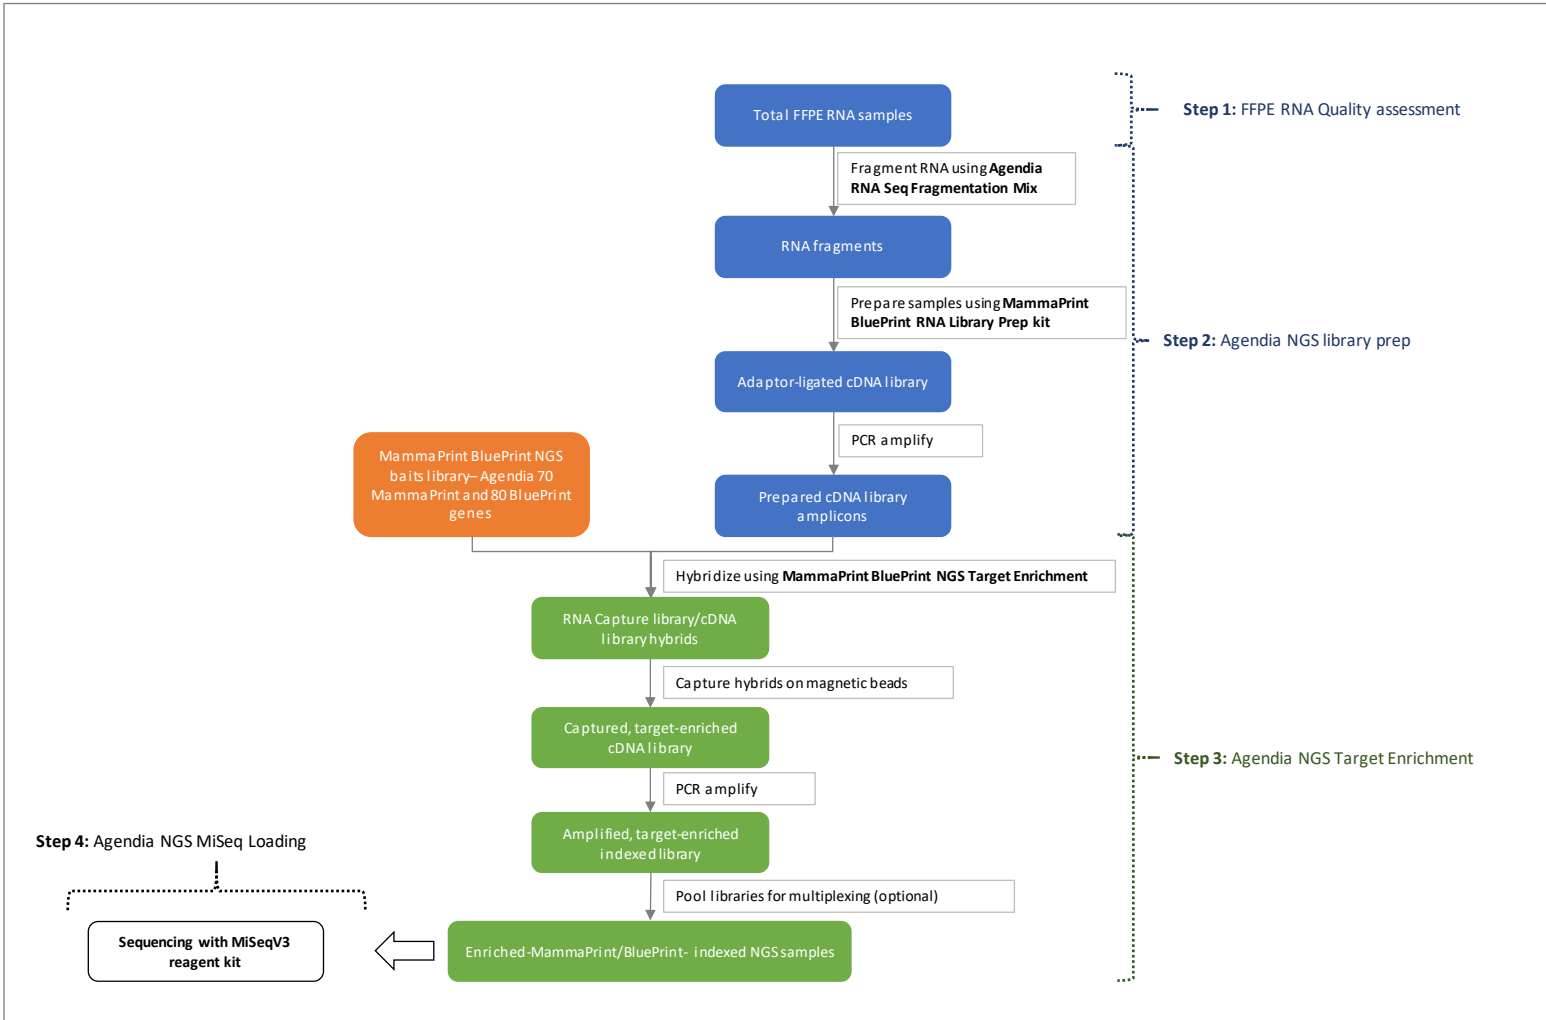 Total FFPE RNA samples
Step 1: FFPE RNA Quality assessment
Fragment RNA using Agendia
RNA Seq Fragmentation Mix
RNA fragments
Prepare samples using MammaPrint
BluePrint RNA Library Prep kit
Step 2: Agendia NGS library prep
Adaptor-ligated cDNA library
PCR amplify
MammaPrint BluePrint NGS
baits library– Agendia 70
MammaPrint and 80 BluePrint
genes
Prepared cDNA library
amplicons
Hybridize using MammaPrint BluePrint NGS Target Enrichment
RNA Capture library/cDNA
library hybrids
Capture hybrids on magnetic beads
Captured, target-enriched
cDNA library
Step 3: Agendia NGS Target Enrichment
PCR amplify
Amplified, target-enriched
indexed library
Step 4: Agendia NGS MiSeq Loading
Pool libraries for multiplexing (optional)
Sequencing with MiSeqV3
reagent kit
Enriched-MammaPrint/BluePrint- indexed NGS samples